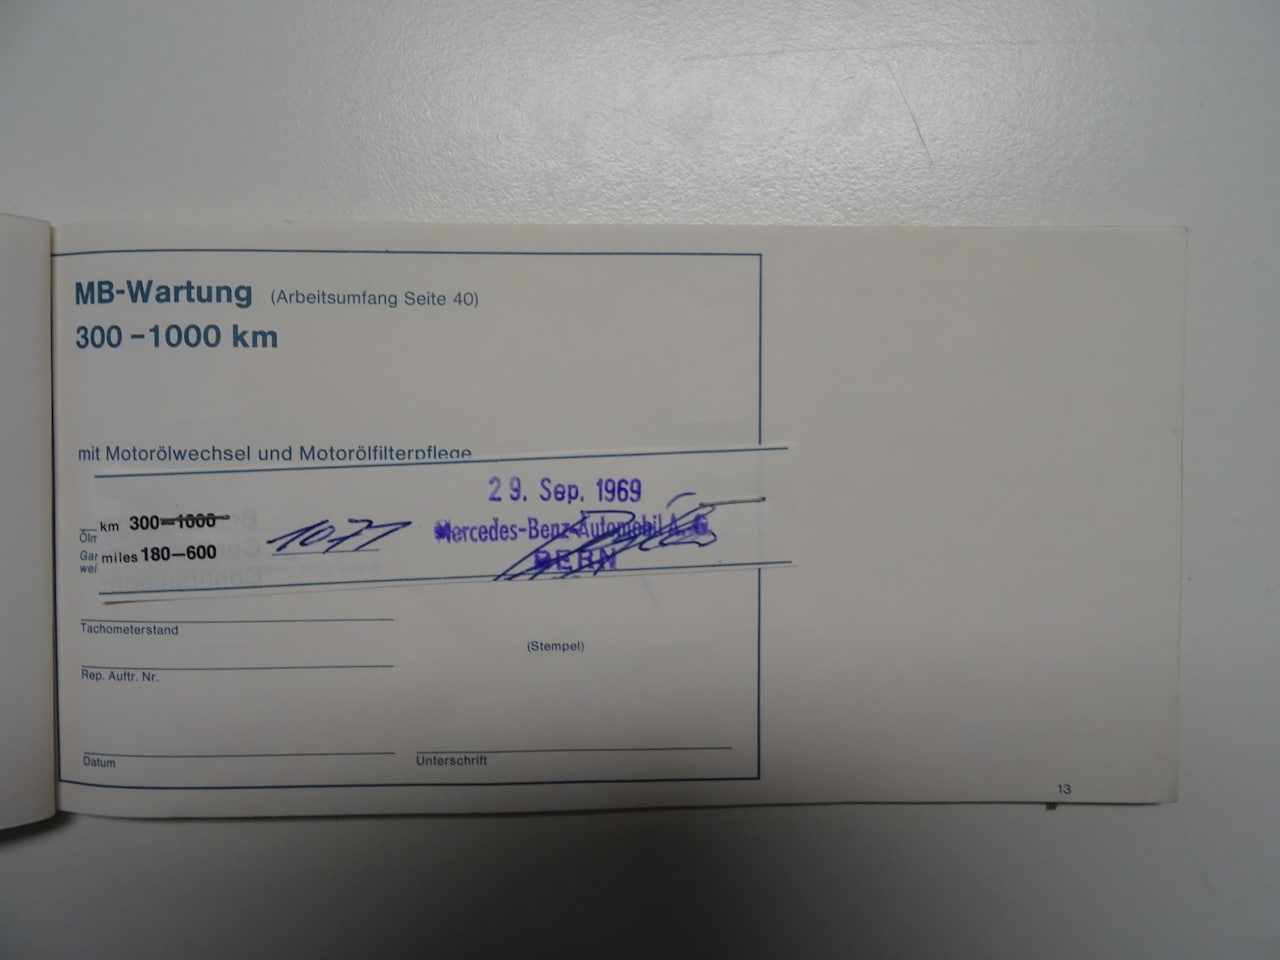 MB-Wartung (Arbeitsumfang Seite 40)
300 – 1000 km
mit Motorölwechsel und Motorölfilterpflege
29. Sep. 1969
km 300–1000
Mercedes-Benz Automobil A. G.
1071
miles 180–600
BERN
Tachometerstand
(Stempel)
Rep. Auftr. Nr.
Datum
Unterschrift
13